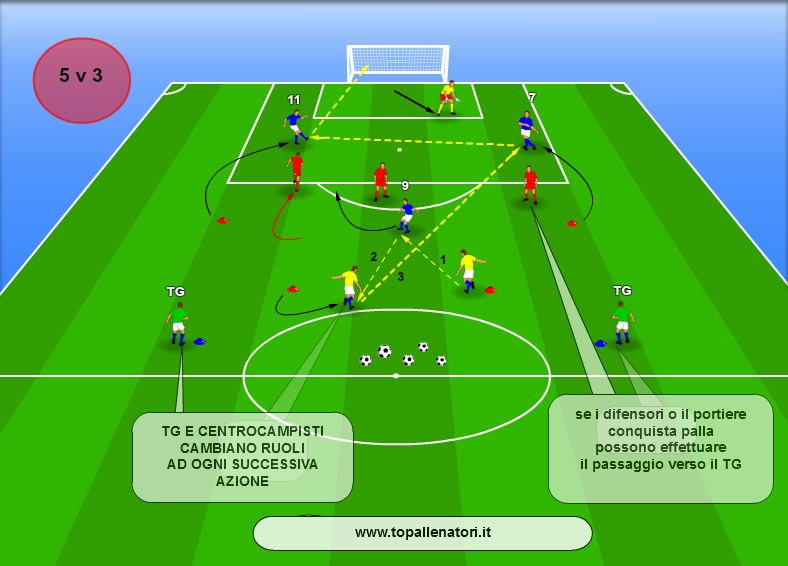 5 v 3
11
7
9
2
1
3
TG
TG
TG E CENTROCAMPISTI
CAMBIANO RUOLI
AD OGNI SUCCESSIVA
AZIONE
se i difensori o il portiere
conquista palla
possono effettuare
il passaggio verso il TG
www.topallenatori.it